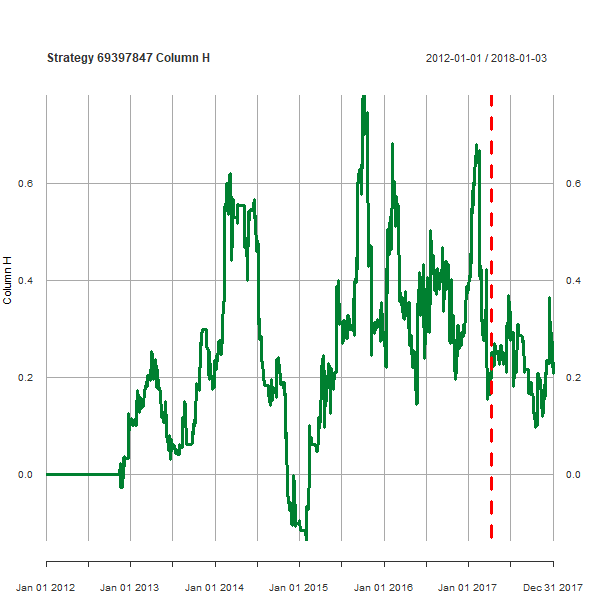 Strategy 69397847 Column H
2012-01-01 / 2018-01-03
Column H
0.6
0.4
0.2
0.0
0.6
0.4
0.2
0.0
Jan 01 2012
Jan 01 2013
Jan 01 2014
Jan 01 2015
Jan 01 2016
Jan 01 2017
Dec 31 2017